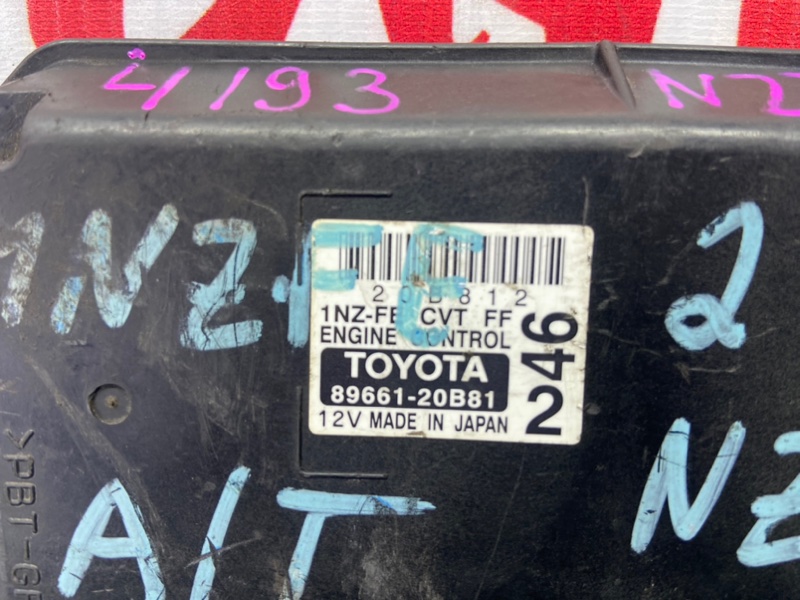 4193
NZ
1NZ-FE
2
20B812
1NZ-FE CVT FF
ENGINE CONTROL
TOYOTA
89661-20B81
12V MADE IN JAPAN
246
A/T
NZ
>PBT-G